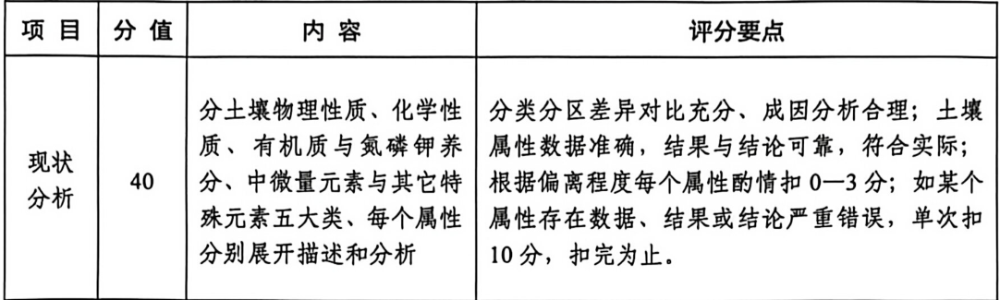 项 目
分 值
内 容
评分要点
现状
分析
40
分土壤物理性质、化学性
质、有机质与氮磷钾养
分、中微量元素与其它特
殊元素五大类、每个属性
分别展开描述和分析
分类分区差异对比充分、成因分析合理；土壤
属性数据准确，结果与结论可靠，符合实际；
根据偏离程度每个属性酌情扣 0—3 分；如某个
属性存在数据、结果或结论严重错误，单次扣
10 分，扣完为止。